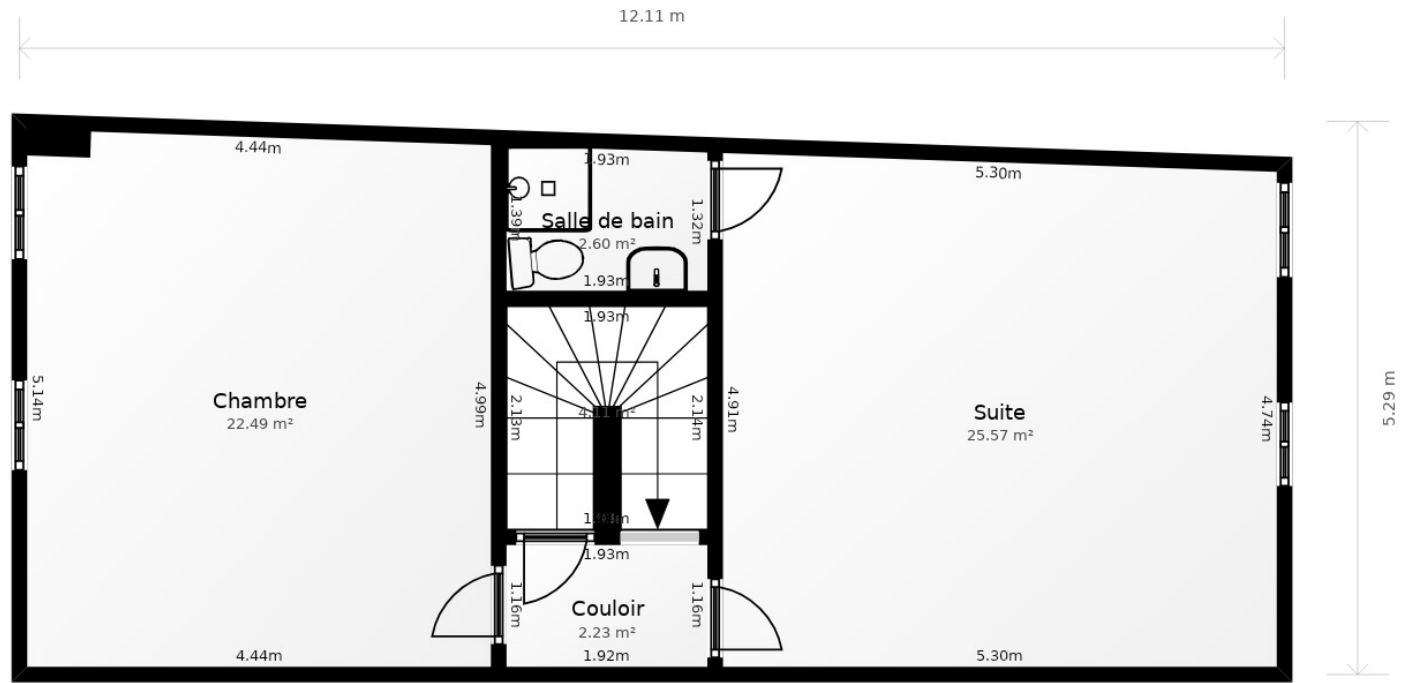 12.11 m
4.44m
1.93m
5.30m
1.39m
Salle de bain
1.32m
2.60 m²
1.93m
1.93m
5.29 m
5.14m
Chambre
22.49 m²
4.99m
2.13m
4.11 m²
2.14m
4.91m
Suite
25.57 m²
4.74m
1.93m
1.16m
Couloir
1.16m
2.23 m²
4.44m
1.92m
5.30m